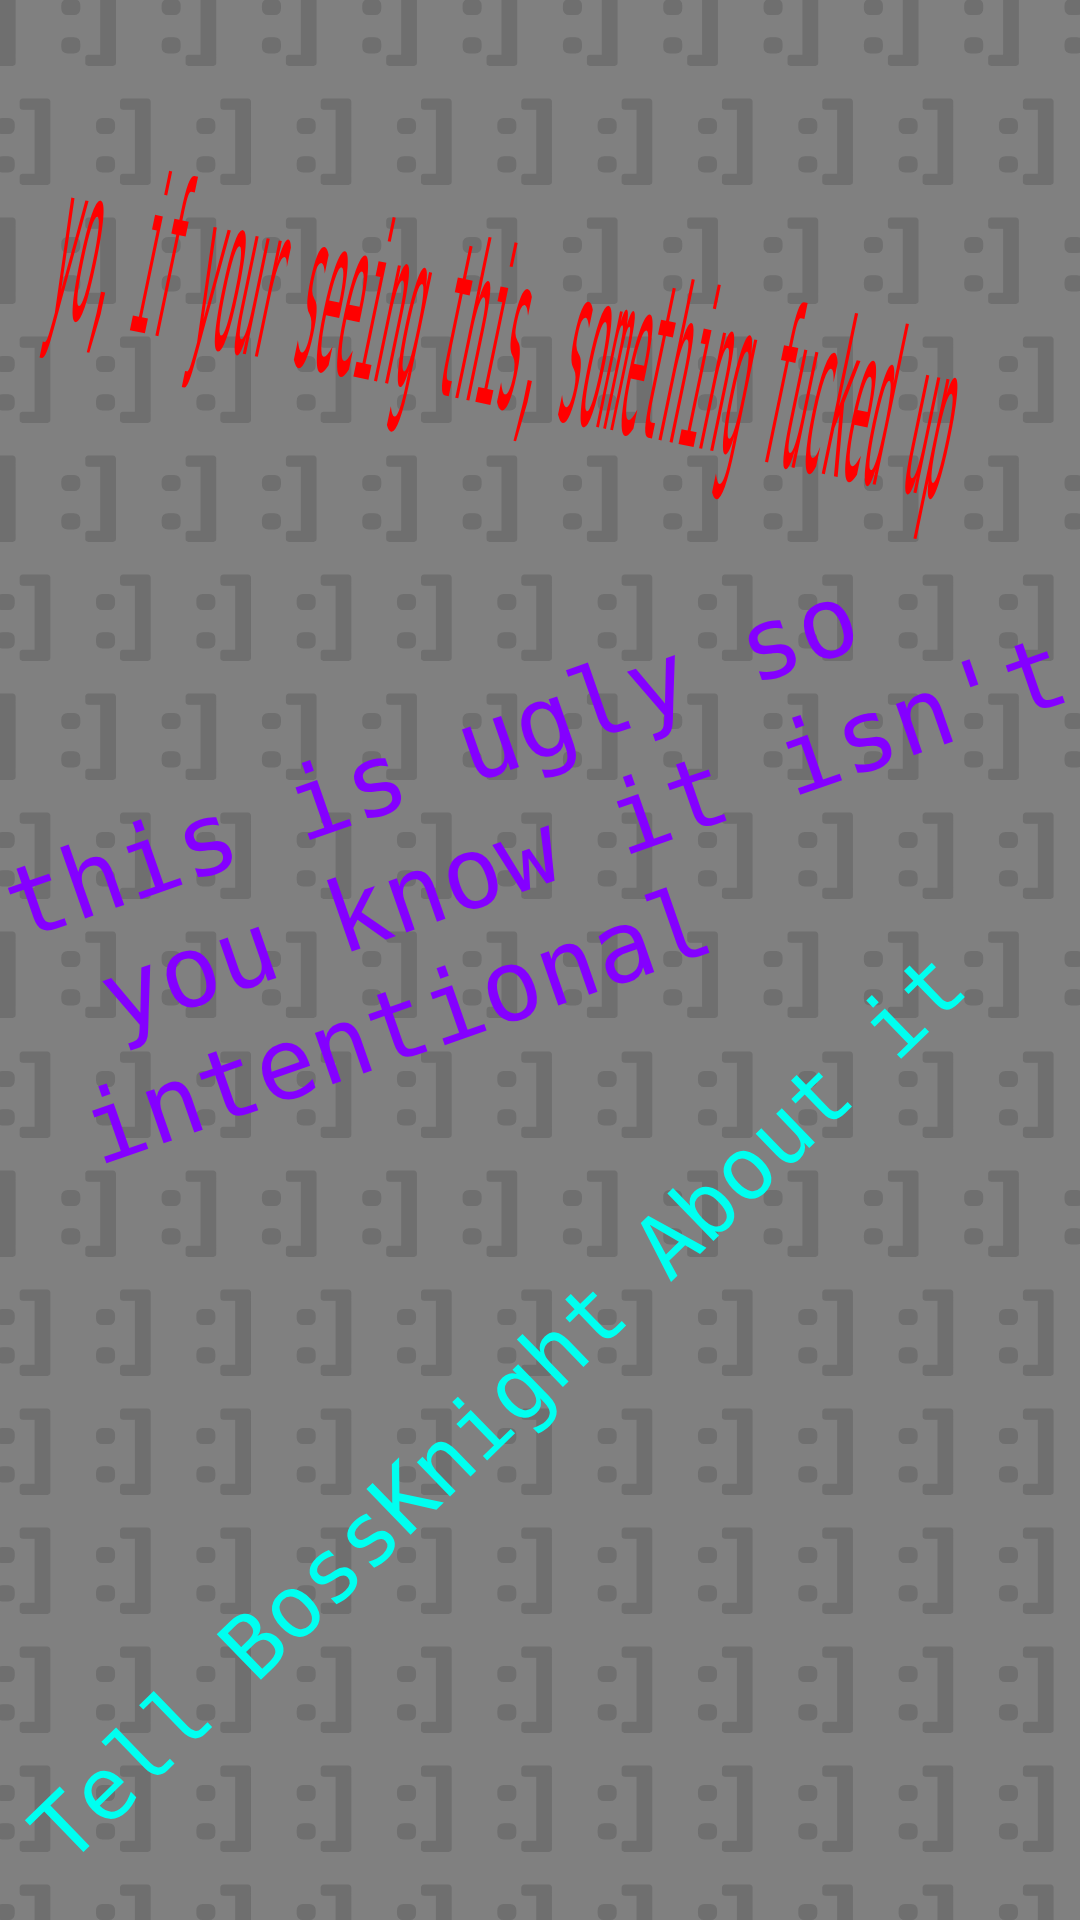 yo, if your seeing this, something fucked up
this is ugly so
you know it isn't
intentional
Tell BossKnight About it